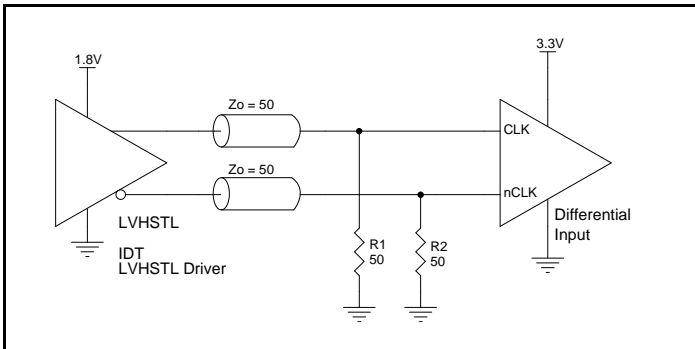 1.8V
3.3V
Zo = 50
CLK
Zo = 50
nCLK
LVHSTL
IDT
LVHSTL Driver
R1
50
R2
50
Differential
Input